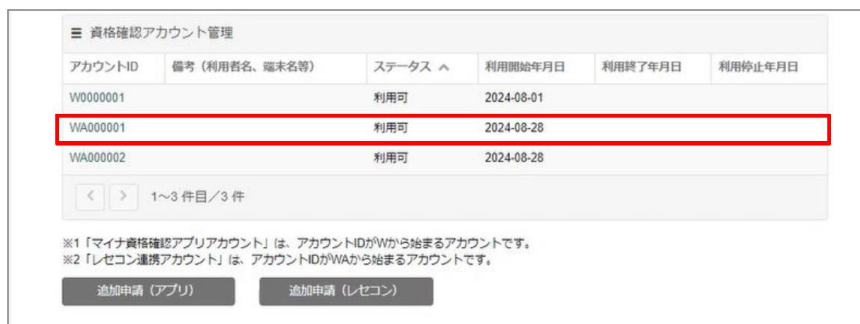 ≡ 資格確認アカウント管理
アカウントID 備考（利用者名、端末名等） ステータス ∧ 利用開始年月日 利用終了年月日 利用停止年月日
W0000001 利用可 2024-08-01
WA000001 利用可 2024-08-28
WA000002 利用可 2024-08-28
< > 1～3 件目／3 件
※1「マイナ資格確認アプリアカウント」は、アカウントIDがWから始まるアカウントです。
※2「レセコン連携アカウント」は、アカウントIDがWAから始まるアカウントです。
追加申請（アプリ） 追加申請（レセコン）